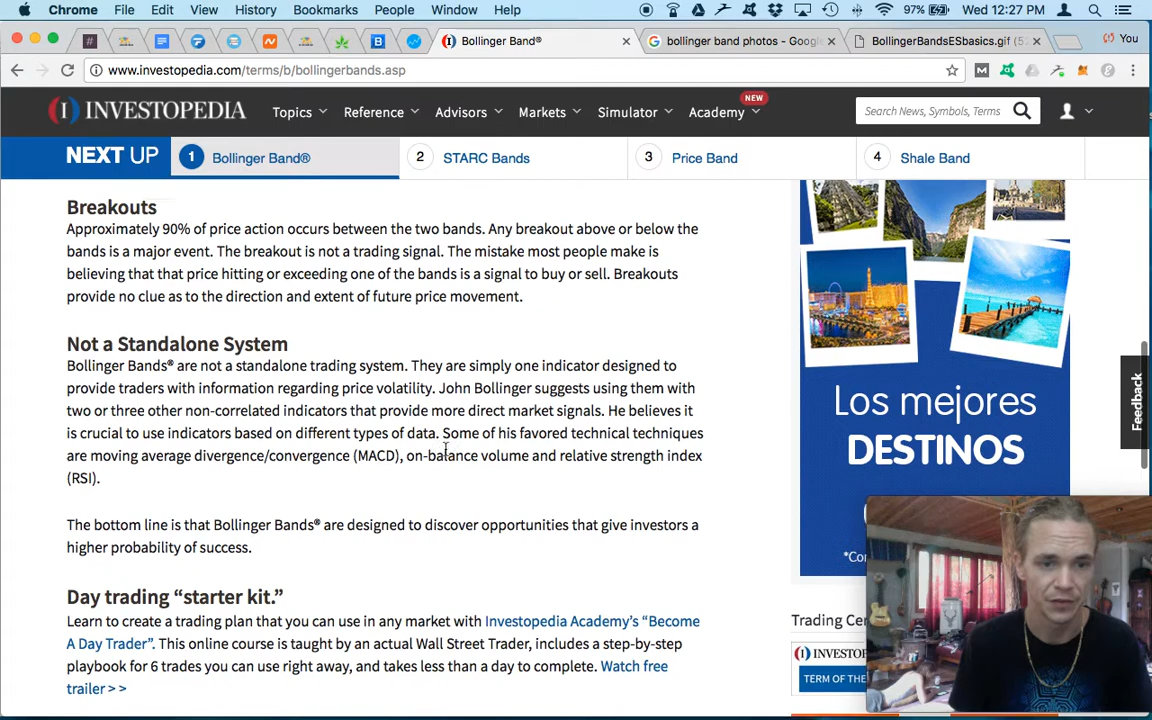 Chrome File Edit View History Bookmarks People Window Help 97% Wed 12:27 PM
Bollinger Band® bollinger band photos - Google BollingerBandsESbasics.gif (5 You
www.investopedia.com/terms/b/bollingerbands.asp
INVESTOPEDIA Topics Reference Advisors Markets Simulator Academy NEW Search News, Symbols, Terms
NEXT UP 1 Bollinger Band® 2 STARC Bands 3 Price Band 4 Shale Band
Breakouts
Approximately 90% of price action occurs between the two bands. Any breakout above or below the
bands is a major event. The breakout is not a trading signal. The mistake most people make is
believing that that price hitting or exceeding one of the bands is a signal to buy or sell. Breakouts
provide no clue as to the direction and extent of future price movement.
Not a Standalone System
Bollinger Bands® are not a standalone trading system. They are simply one indicator designed to
provide traders with information regarding price volatility. John Bollinger suggests using them with
two or three other non-correlated indicators that provide more direct market signals. He believes it
is crucial to use indicators based on different types of data. Some of his favored technical techniques
are moving average divergence/convergence (MACD), on-balance volume and relative strength index
(RSI).
The bottom line is that Bollinger Bands® are designed to discover opportunities that give investors a
higher probability of success.
Day trading “starter kit.”
Learn to create a trading plan that you can use in any market with Investopedia Academy’s “Become
A Day Trader”. This online course is taught by an actual Wall Street Trader, includes a step-by-step
playbook for 6 trades you can use right away, and takes less than a day to complete. Watch free
trailer > >
Los mejores
DESTINOS
*Co
Feedback
Trading Ce
INVESTO
TERM OF THE